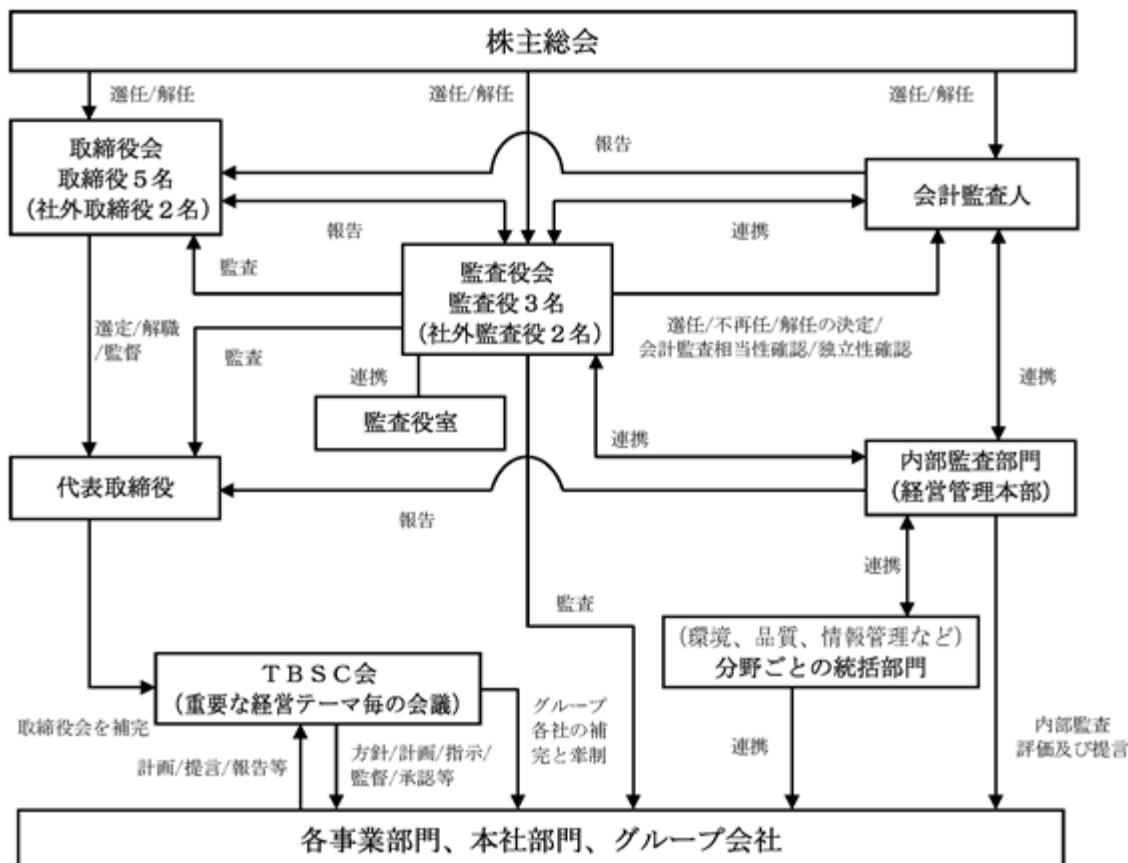 株主総会
選任/解任
選任/解任
選任/解任
取締役会
取締役５名
（社外取締役２名）
報告
会計監査人
報告
連携
監査
監査役会
監査役３名
（社外監査役２名）
選定/解職
/監督
監査
選任/不再任/解任の決定/
会計監査相当性確認/独立性確認
連携
連携
監査役室
連携
代表取締役
内部監査部門
（経営管理本部）
報告
連携
監査
（環境、品質、情報管理など）
分野ごとの統括部門
ＴＢＳＣ会
（重要な経営テーマ毎の会議）
取締役会を補完
グループ
各社の補
完と牽制
計画/提言/報告等
方針/計画/指示/
監督/承認等
連携
内部監査
評価及び提言
各事業部門、本社部門、グループ会社